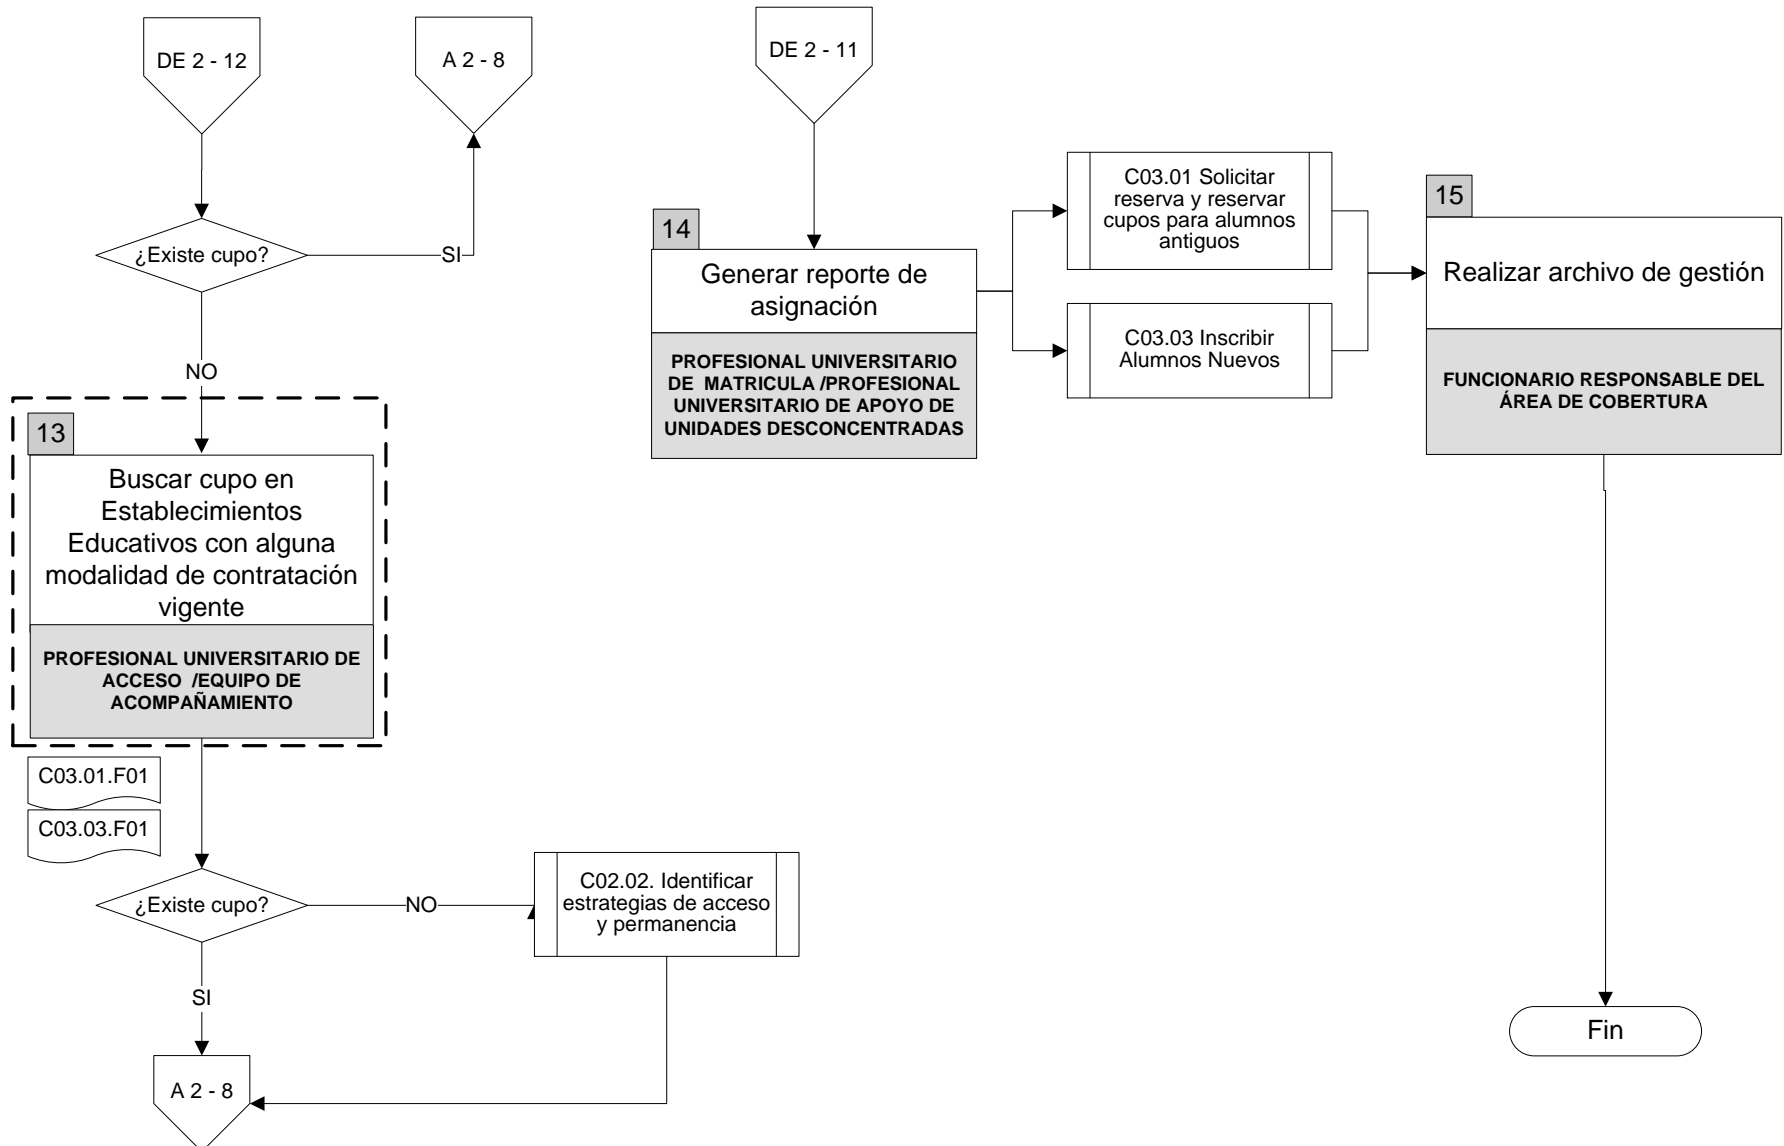 DE 2 - 12
A 2 - 8
¿Existe cupo?
SI
NO
13
Buscar cupo en
Establecimientos
Educativos con alguna
modalidad de contratación
vigente
PROFESIONAL UNIVERSITARIO DE
ACCESO /EQUIPO DE
ACOMPAÑAMIENTO
C03.01.F01
C03.03.F01
¿Existe cupo?
NO
C02.02. Identificar
estrategias de acceso
y permanencia
SI
A 2 - 8
DE 2 - 11
14
Generar reporte de
asignación
PROFESIONAL UNIVERSITARIO
DE MATRICULA /PROFESIONAL
UNIVERSITARIO DE APOYO DE
UNIDADES DESCONCENTRADAS
C03.01 Solicitar
reserva y reservar
cupos para alumnos
antiguos
C03.03 Inscribir
Alumnos Nuevos
15
Realizar archivo de gestión
FUNCIONARIO RESPONSABLE DEL
ÁREA DE COBERTURA
Fin